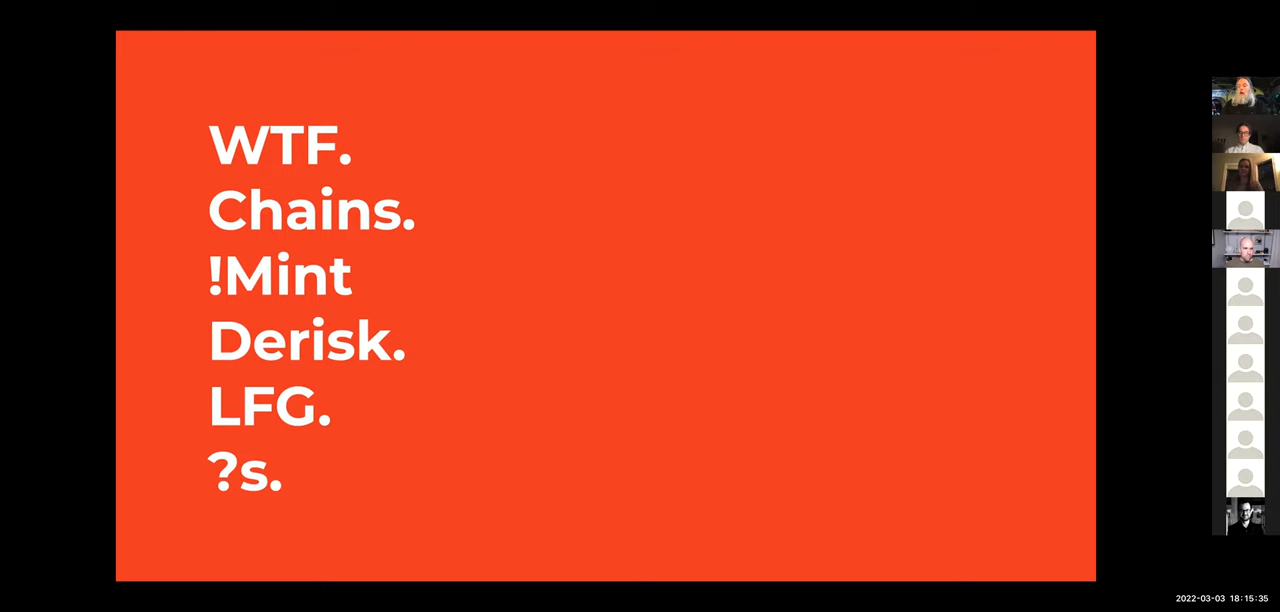 WTF.
Chains.
!Mint
Derisk.
LFG.
?s.
2022-03-03 18:15:35